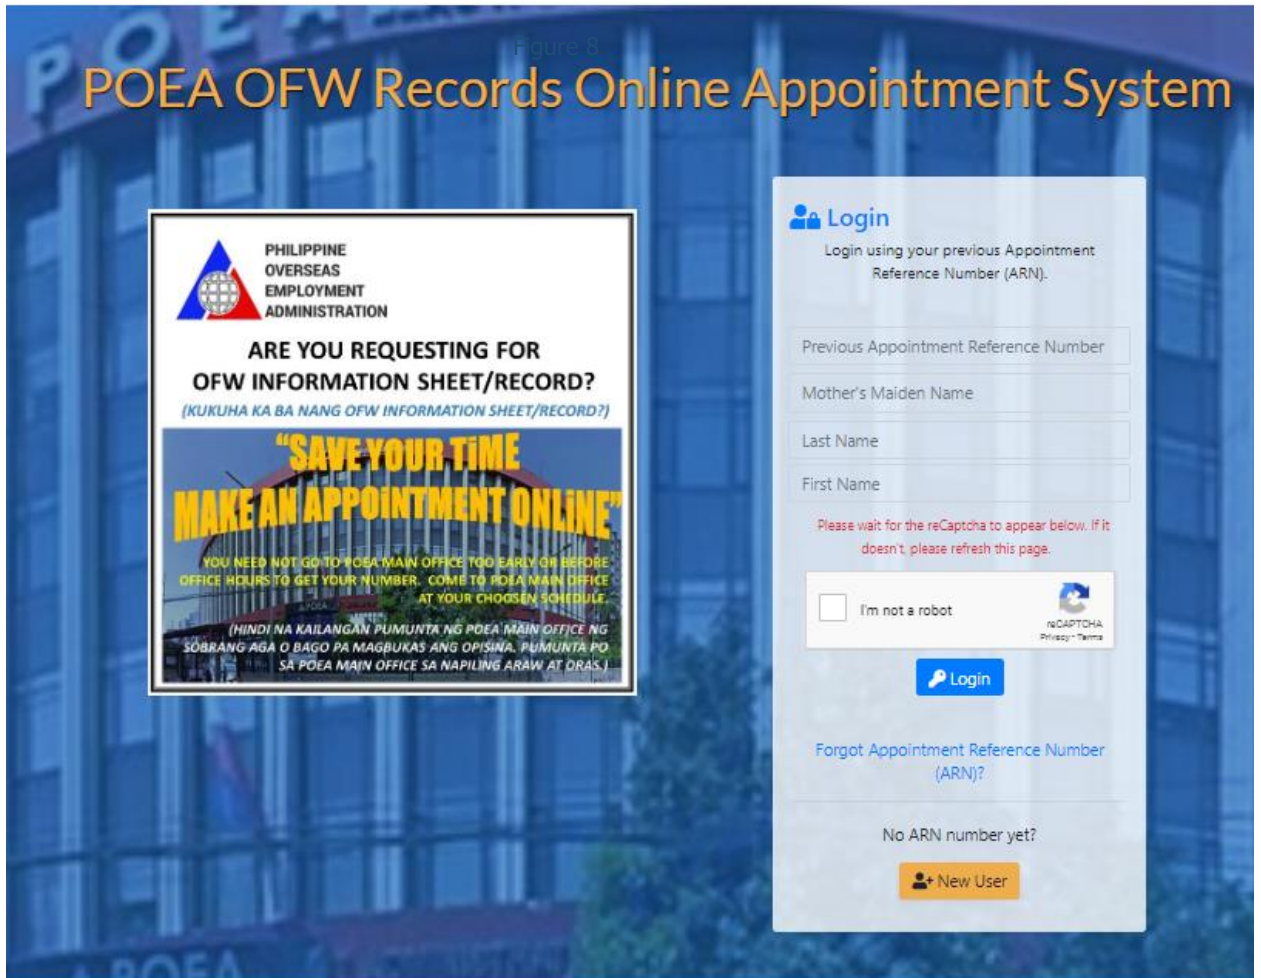 POEA
Figure 8
POEA OFW Records Online Appointment System
PHILIPPINE
OVERSEAS
EMPLOYMENT
ADMINISTRATION
ARE YOU REQUESTING FOR
OFW INFORMATION SHEET/RECORD?
(KUKUHA KA BA NANG OFW INFORMATION SHEET/RECORD?)
“SAVE YOUR TiME
MAKE AN APPOiNTMENT ONLiNE”
YOU NEED NOT GO TO POEA MAIN OFFICE TOO EARLY OR BEFORE
OFFICE HOURS TO GET YOUR NUMBER. COME TO POEA MAIN OFFICE
AT YOUR CHOOSEN SCHEDULE.
(HINDI NA KAILANGAN PUMUNTA NG POEA MAIN OFFICE NG
SOBRANG AGA O BAGO PA MAGBUKAS ANG OPISINA. PUMUNTA PO
SA POEA MAIN OFFICE SA NAPILING ARAW AT ORAS.)
Login
Login using your previous Appointment
Reference Number (ARN).
Previous Appointment Reference Number
Mother's Maiden Name
Last Name
First Name
Please wait for the reCaptcha to appear below. If it
doesn't, please refresh this page.
I'm not a robot
reCAPTCHA
Privacy - Terms
Login
Forgot Appointment Reference Number
(ARN)?
No ARN number yet?
New User
POEA